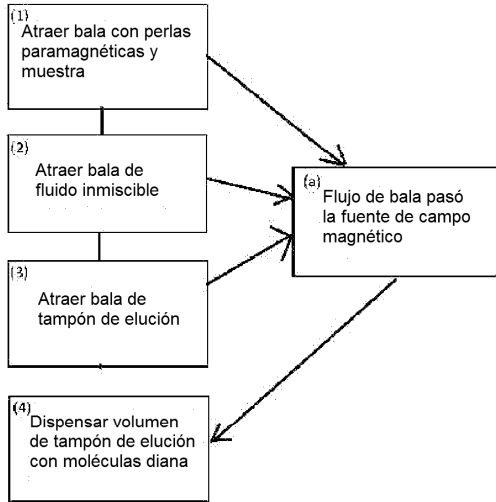 (1)
Atraer bala con perlas
paramagnéticas y
muestra
(2)
Atraer bala de
fluido inmiscible
(a)
Flujo de bala pasó
la fuente de campo
magnético
(3)
Atraer bala de
tampón de elución
(4)
Dispensar volumen
de tampón de elución
con moléculas diana